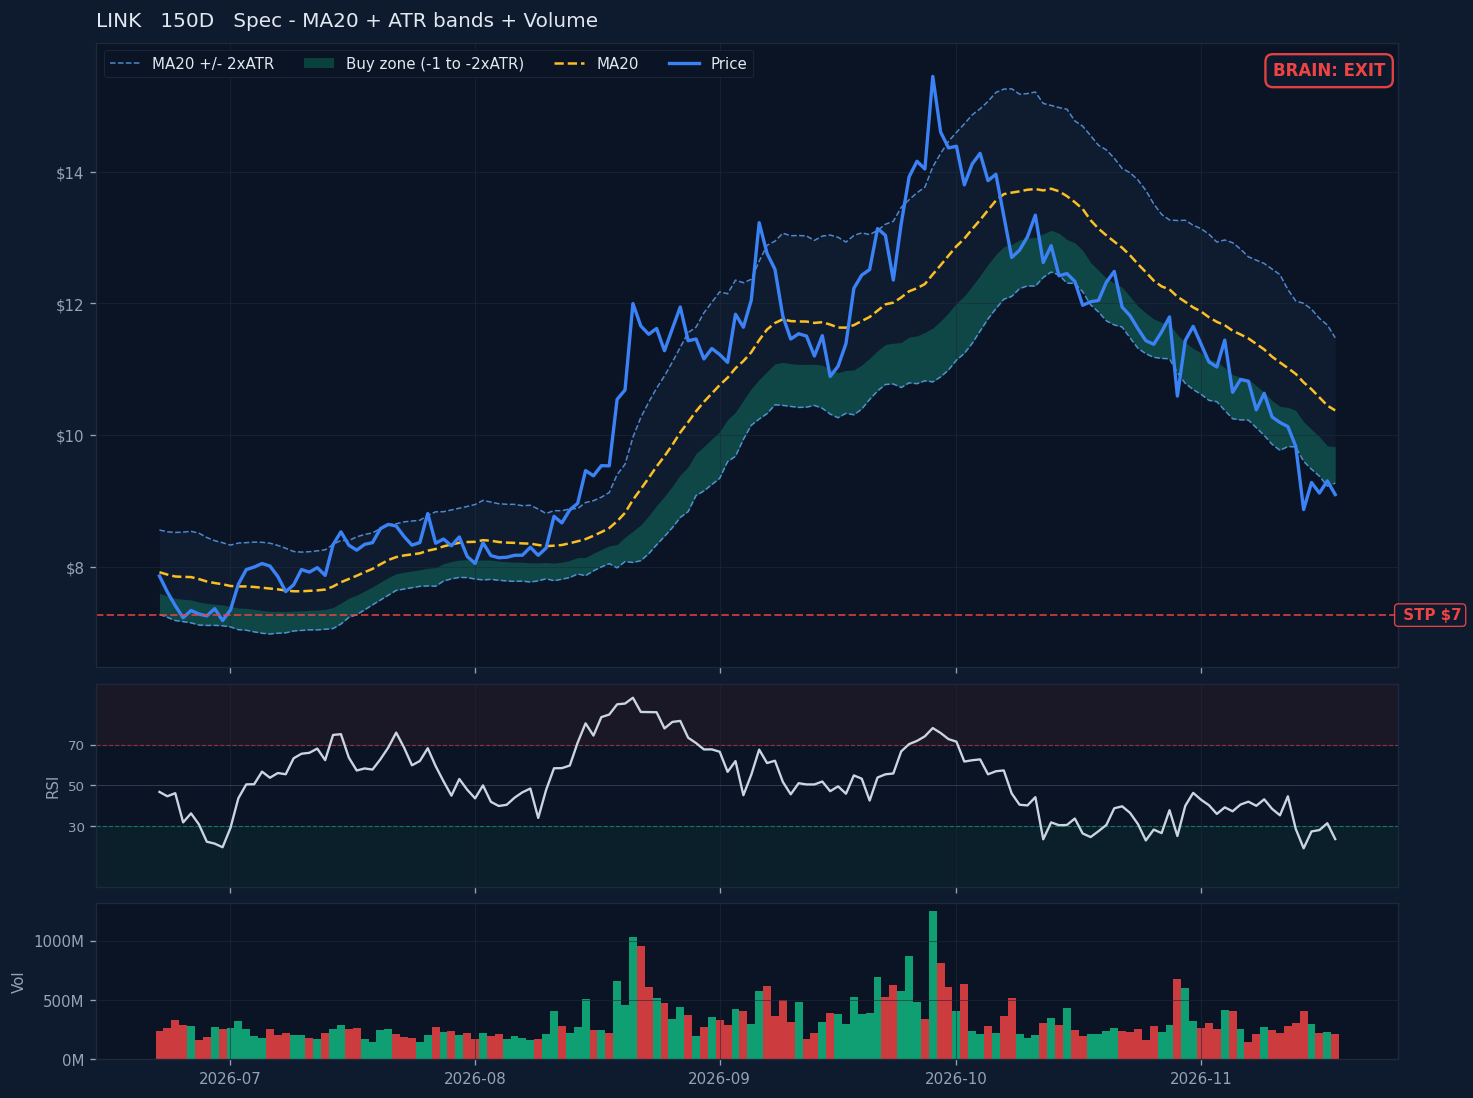 LINK   150D   Spec - MA20 + ATR bands + Volume
MA20 +/- 2xATR
Buy zone (-1 to -2xATR)
MA20
Price
BRAIN: EXIT
$14
$12
$10
$8
STP $7
70
50
30
RSI
1000M
500M
0M
Vol
2026-07
2026-08
2026-09
2026-10
2026-11